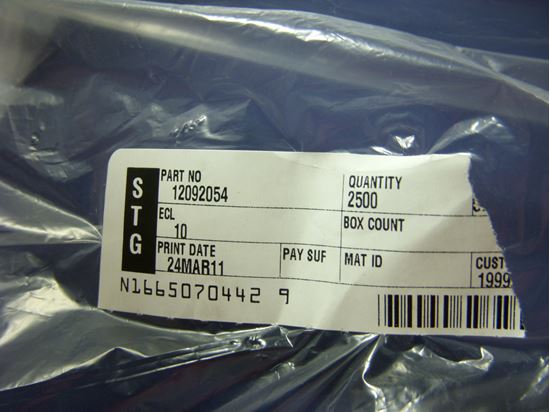 STG
PART NO
12092054
QUANTITY
2500
ECL
10
BOX COUNT
PRINT DATE
24MAR11
PAY SUF
MAT ID
CUST
1999
N1665070442 9